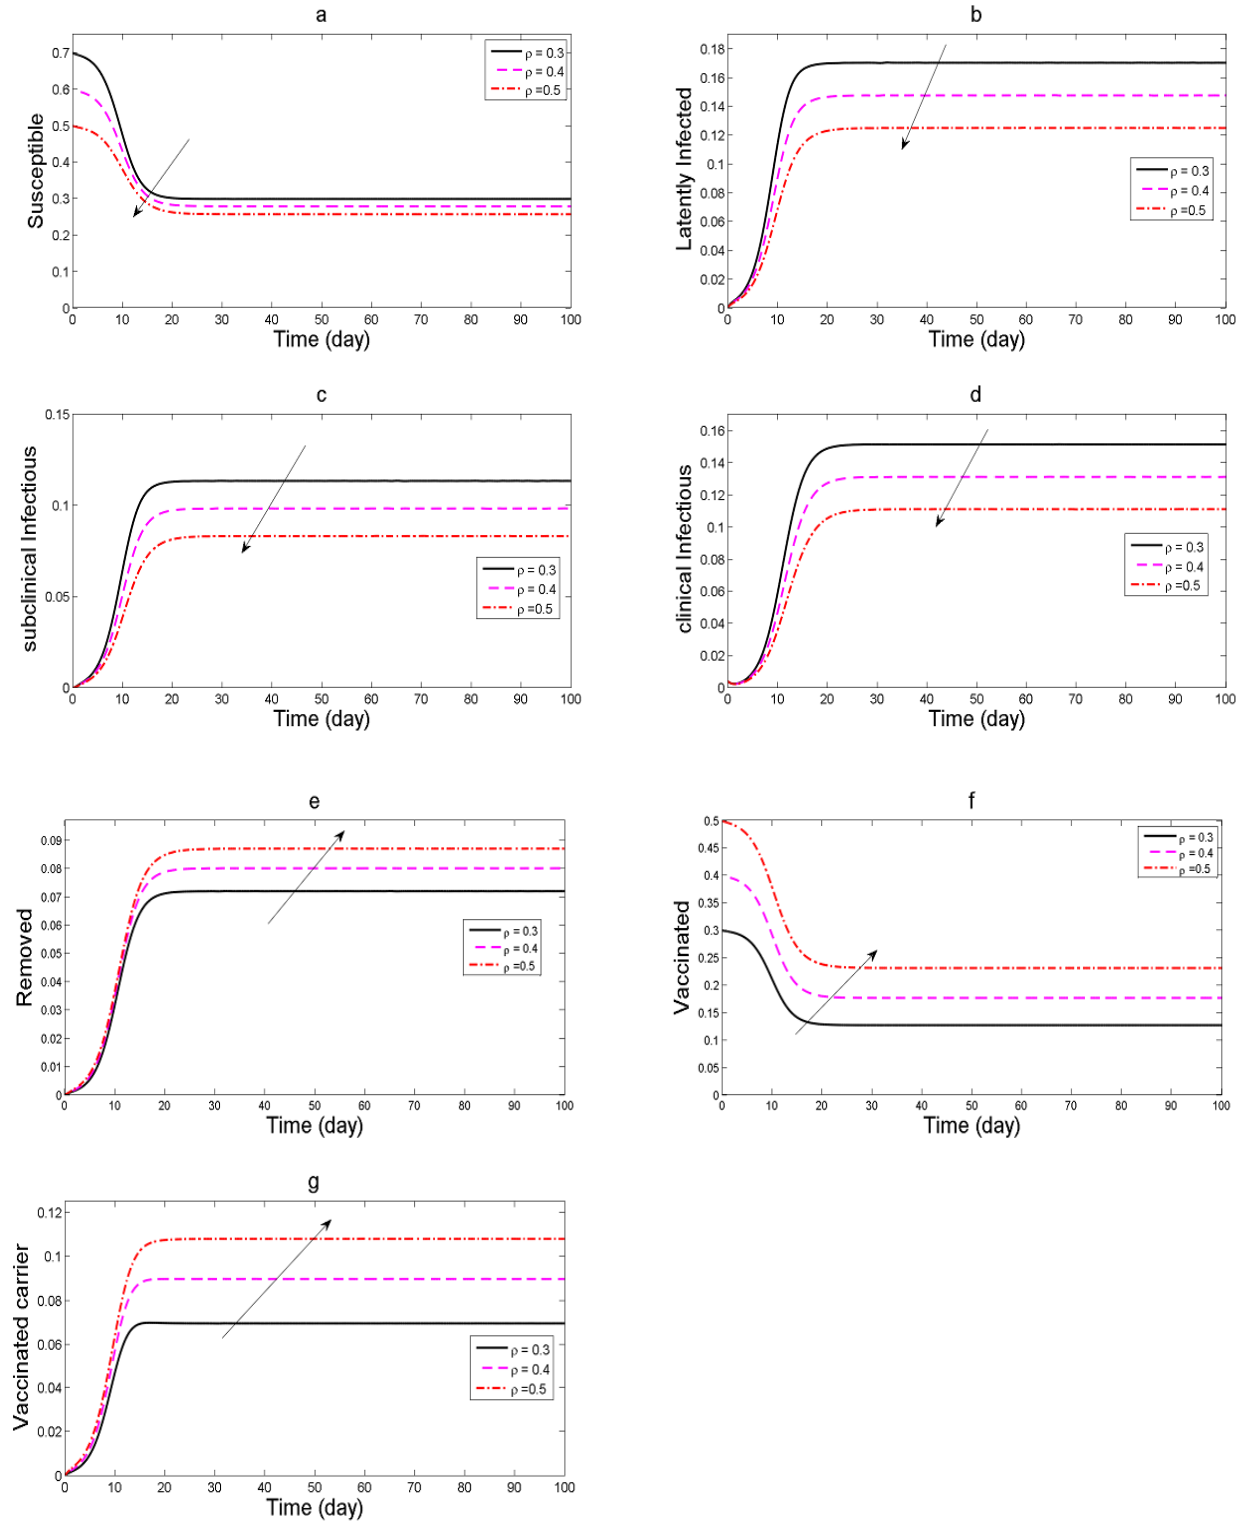 a
Susceptible
0.7
0.6
0.5
0.4
0.3
0.2
0.1
0
0 10 20 30 40 50 60 70 80 90 100
Time (day)
ρ = 0.3
ρ = 0.4
ρ =0.5
b
Latently Infected
0.18
0.16
0.14
0.12
0.1
0.08
0.06
0.04
0.02
0
0 10 20 30 40 50 60 70 80 90 100
Time (day)
ρ = 0.3
ρ = 0.4
ρ =0.5
c
subclinical Infectious
0.15
0.1
0.05
0
0 10 20 30 40 50 60 70 80 90 100
Time (day)
ρ = 0.3
ρ = 0.4
ρ =0.5
d
clinical Infectious
0.16
0.14
0.12
0.1
0.08
0.06
0.04
0.02
0
0 10 20 30 40 50 60 70 80 90 100
Time (day)
ρ = 0.3
ρ = 0.4
ρ =0.5
e
Removed
0.09
0.08
0.07
0.06
0.05
0.04
0.03
0.02
0.01
0
0 10 20 30 40 50 60 70 80 90 100
Time (day)
ρ = 0.3
ρ = 0.4
ρ =0.5
f
Vaccinated
0.5
0.45
0.4
0.35
0.3
0.25
0.2
0.15
0.1
0.05
0
0 10 20 30 40 50 60 70 80 90 100
Time (day)
ρ = 0.3
ρ = 0.4
ρ =0.5
g
Vaccinated carrier
0.12
0.1
0.08
0.06
0.04
0.02
0
0 10 20 30 40 50 60 70 80 90 100
Time (day)
ρ = 0.3
ρ = 0.4
ρ =0.5